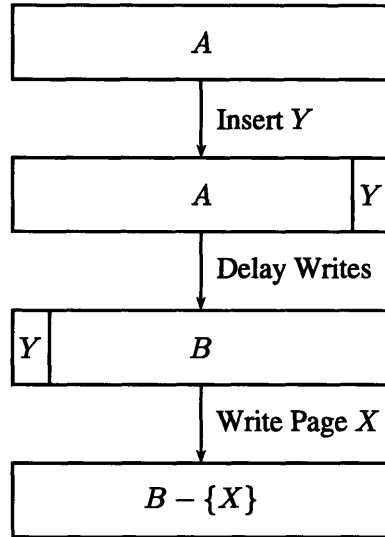 A
Insert Y
A Y
Delay Writes
Y B
Write Page X
B − {X}